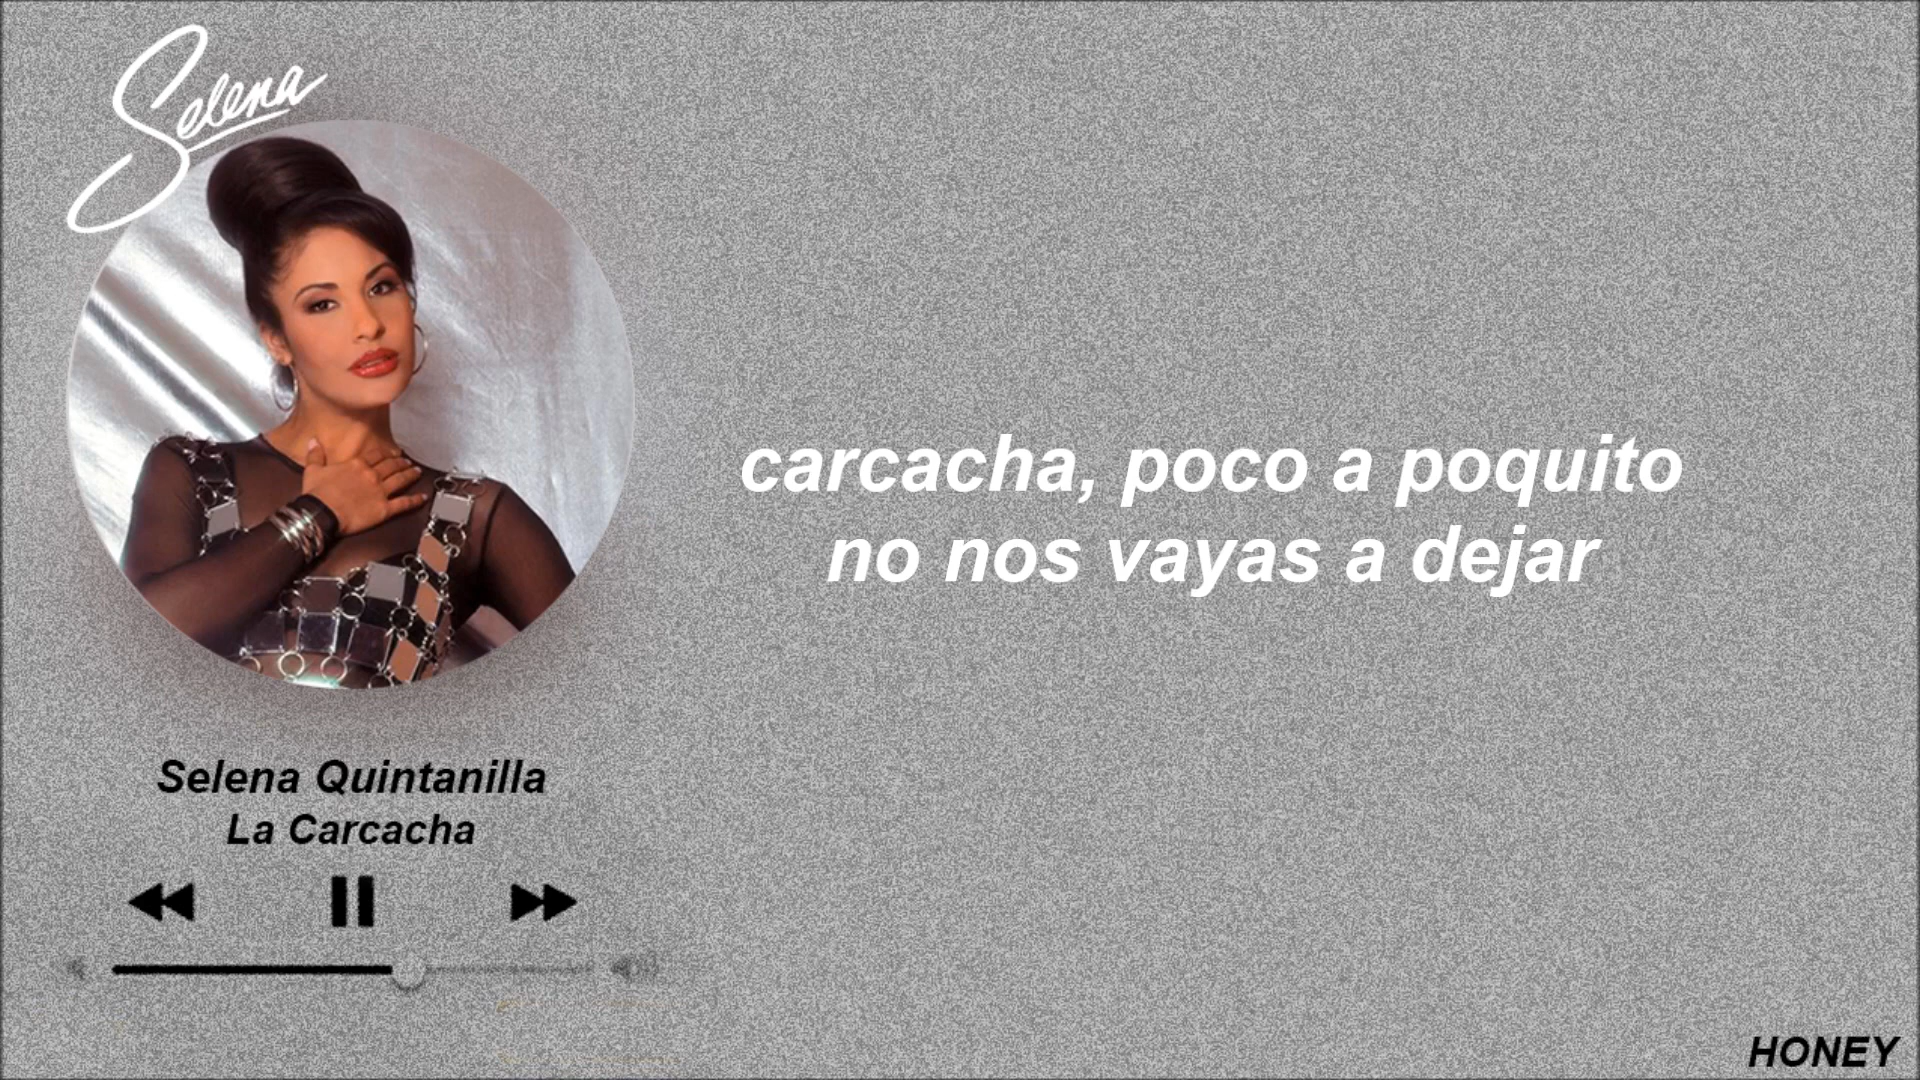 Selena
carcacha, poco a poquito
no nos vayas a dejar
Selena Quintanilla
La Carcacha
HONEY